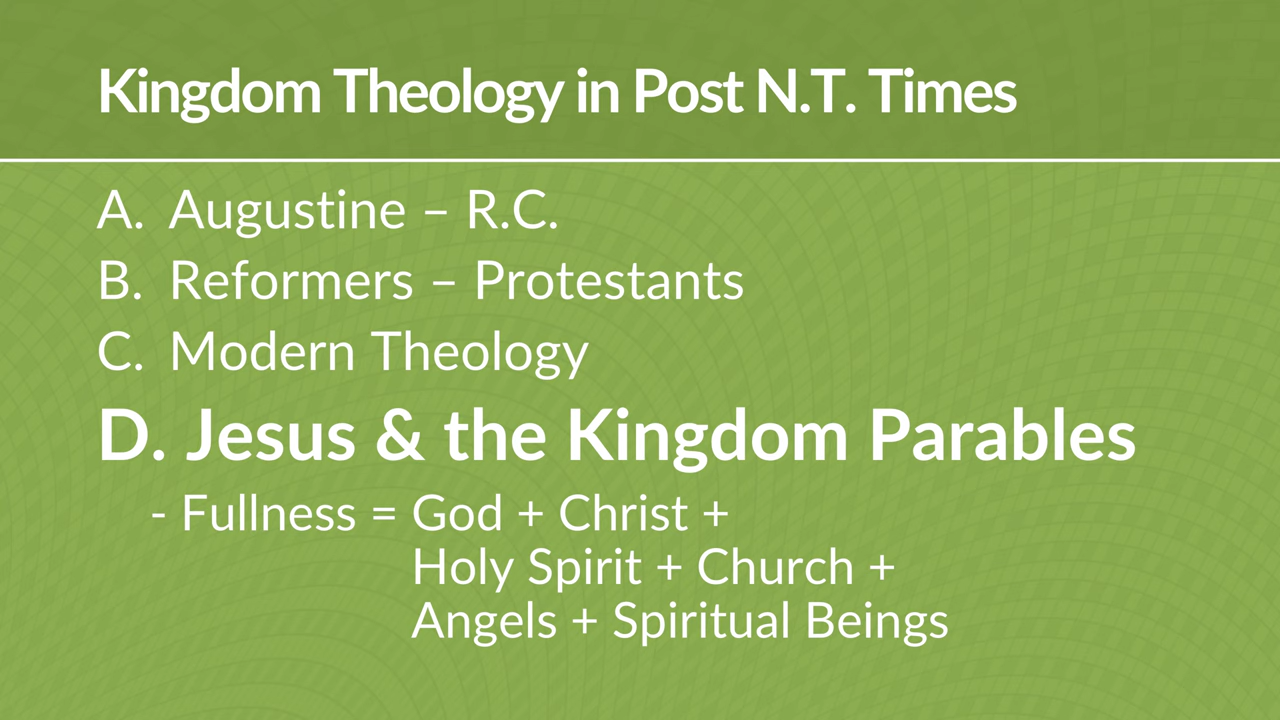 Kingdom Theology in Post N.T. Times
A. Augustine – R.C.
B. Reformers – Protestants
C. Modern Theology
D. Jesus & the Kingdom Parables
- Fullness = God + Christ +
Holy Spirit + Church +
Angels + Spiritual Beings